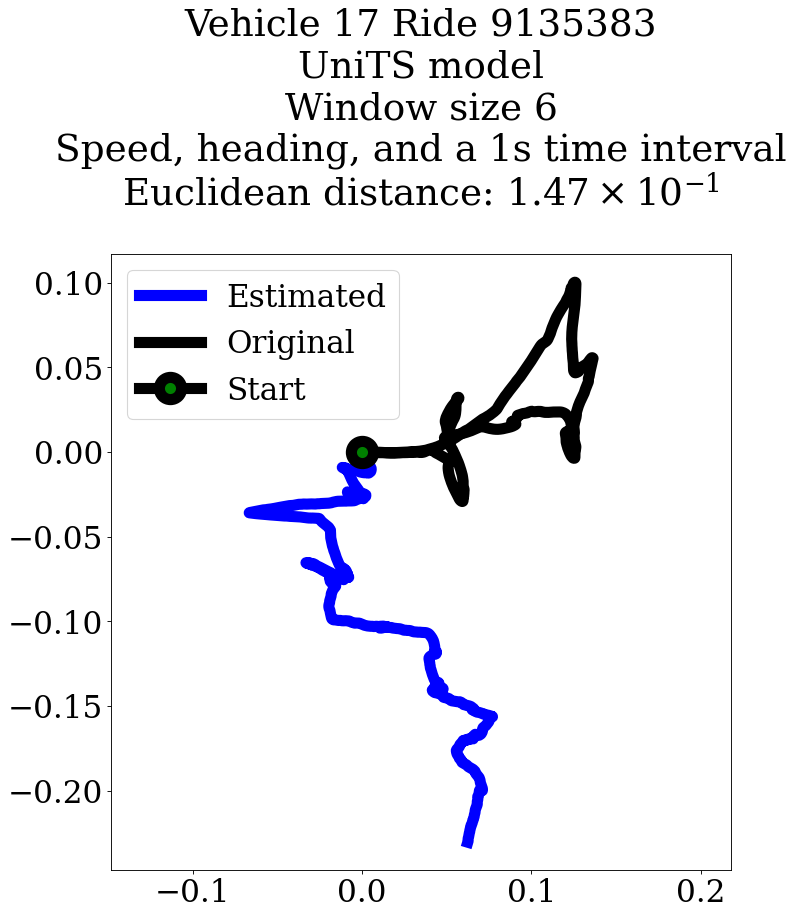 Vehicle 17 Ride 9135383
UniTS model
Window size 6
Speed, heading, and a 1s time interval
Euclidean distance: 1.47 × 10⁻¹
Estimated
Original
Start
0.10
0.05
0.00
−0.05
−0.10
−0.15
−0.20
−0.1 0.0 0.1 0.2